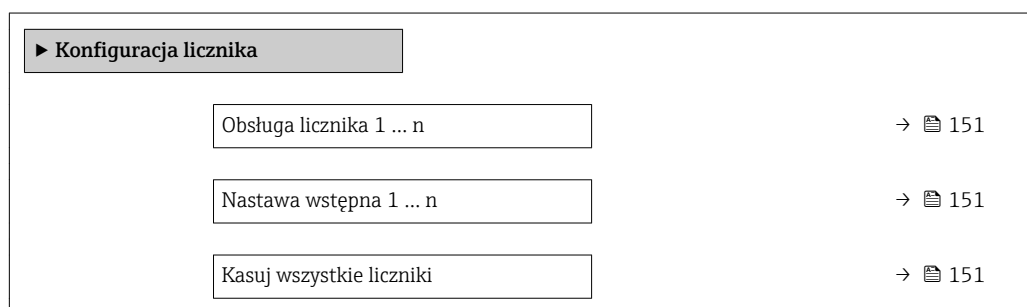 ▶ Konfiguracja licznika
Obsługa licznika 1 … n → 151
Nastawa wstępna 1 … n → 151
Kasuj wszystkie liczniki → 151